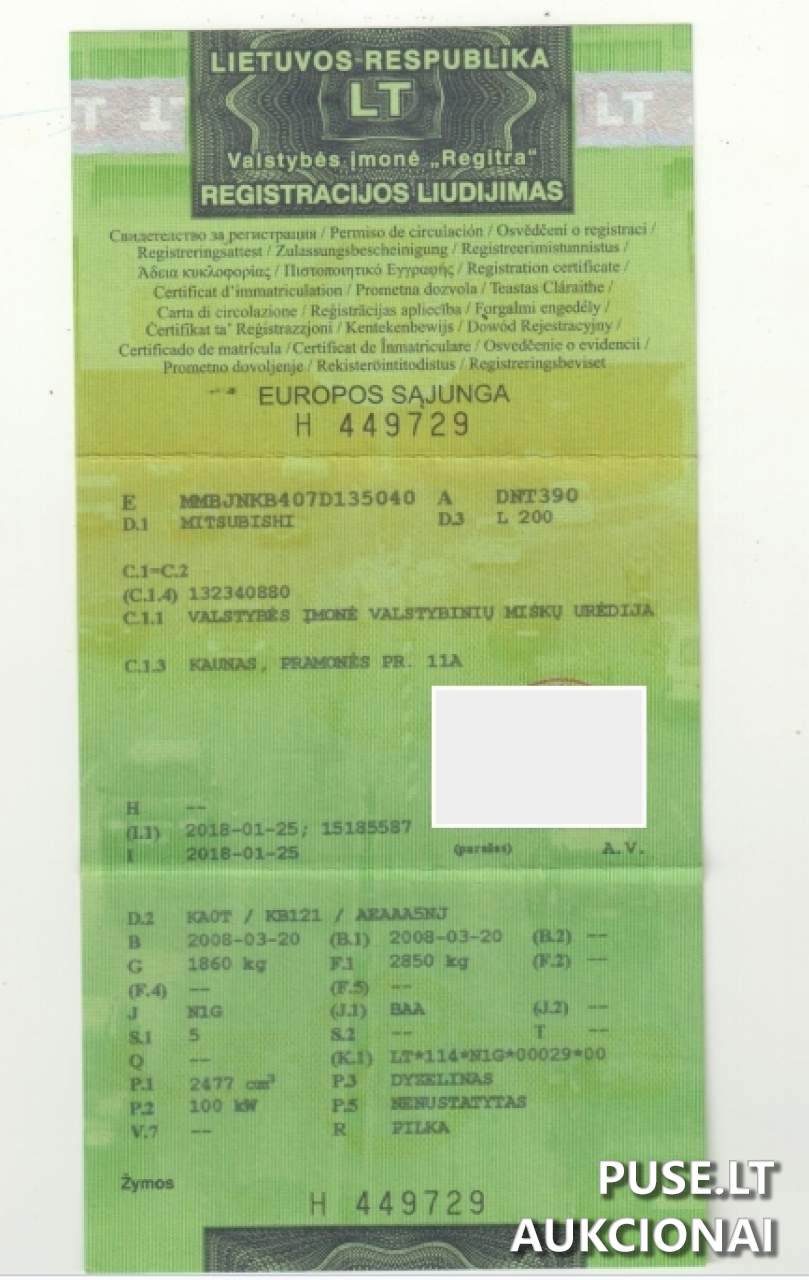 LIETUVOS RESPUBLIKA
LT
LT
Valstybės įmonė „Regitra“
REGISTRACIJOS LIUDIJIMAS
Свидетелство за регистрация / Permiso de circulación / Osvědčení o registraci /
Registreringsattest / Zulassungsbescheinigung / Registreerimistunnistus /
Άδεια κυκλοφορίας / Πιστοποιητικό Εγγραφής / Registration certificate /
Certificat d'immatriculation / Prometna dozvola / Teastas Cláraithe /
Carta di circolazione / Reģistrācijas apliecība / Forgalmi engedély /
Ċertifikat ta' Reġistrazzjoni / Kentekenbewijs / Dowód Rejestracyjny /
Certificado de matrícula / Certificat de Înmatriculare / Osvedčenie o evidencii /
Prometno dovoljenje / Rekisteröintitodistus / Registreringsbeviset
EUROPOS SĄJUNGA
H 449729
E MMBJNKB407D135040 A DNT390
D.1 MITSUBISHI D.3 L 200
C.1=C.2
(C.1.4) 132340880
C.1.1 VALSTYBĖS ĮMONĖ VALSTYBINIŲ MIŠKŲ URĖDIJA
C.1.3 KAUNAS, PRAMONĖS PR. 11A
H --
(I.1) 2018-01-25; 15185587
I 2018-01-25 (parašas) A.V.
D.2 KA0T / KB121 / AEAAA5NJ
B 2008-03-20 (B.1) 2008-03-20 (B.2) --
G 1860 kg F.1 2850 kg (F.2) --
(F.4) -- (F.5) --
J N1G (J.1) BAA (J.2) --
S.1 5 S.2 -- T --
Q -- (K.1) LT*114*N1G*00029*00
P.1 2477 cm³ P.3 DYZELINAS
P.2 100 kW P.5 NENUSTATYTAS
V.7 -- R PILKA
Žymos
H 449729
PUSE.LT
AUKCIONAI